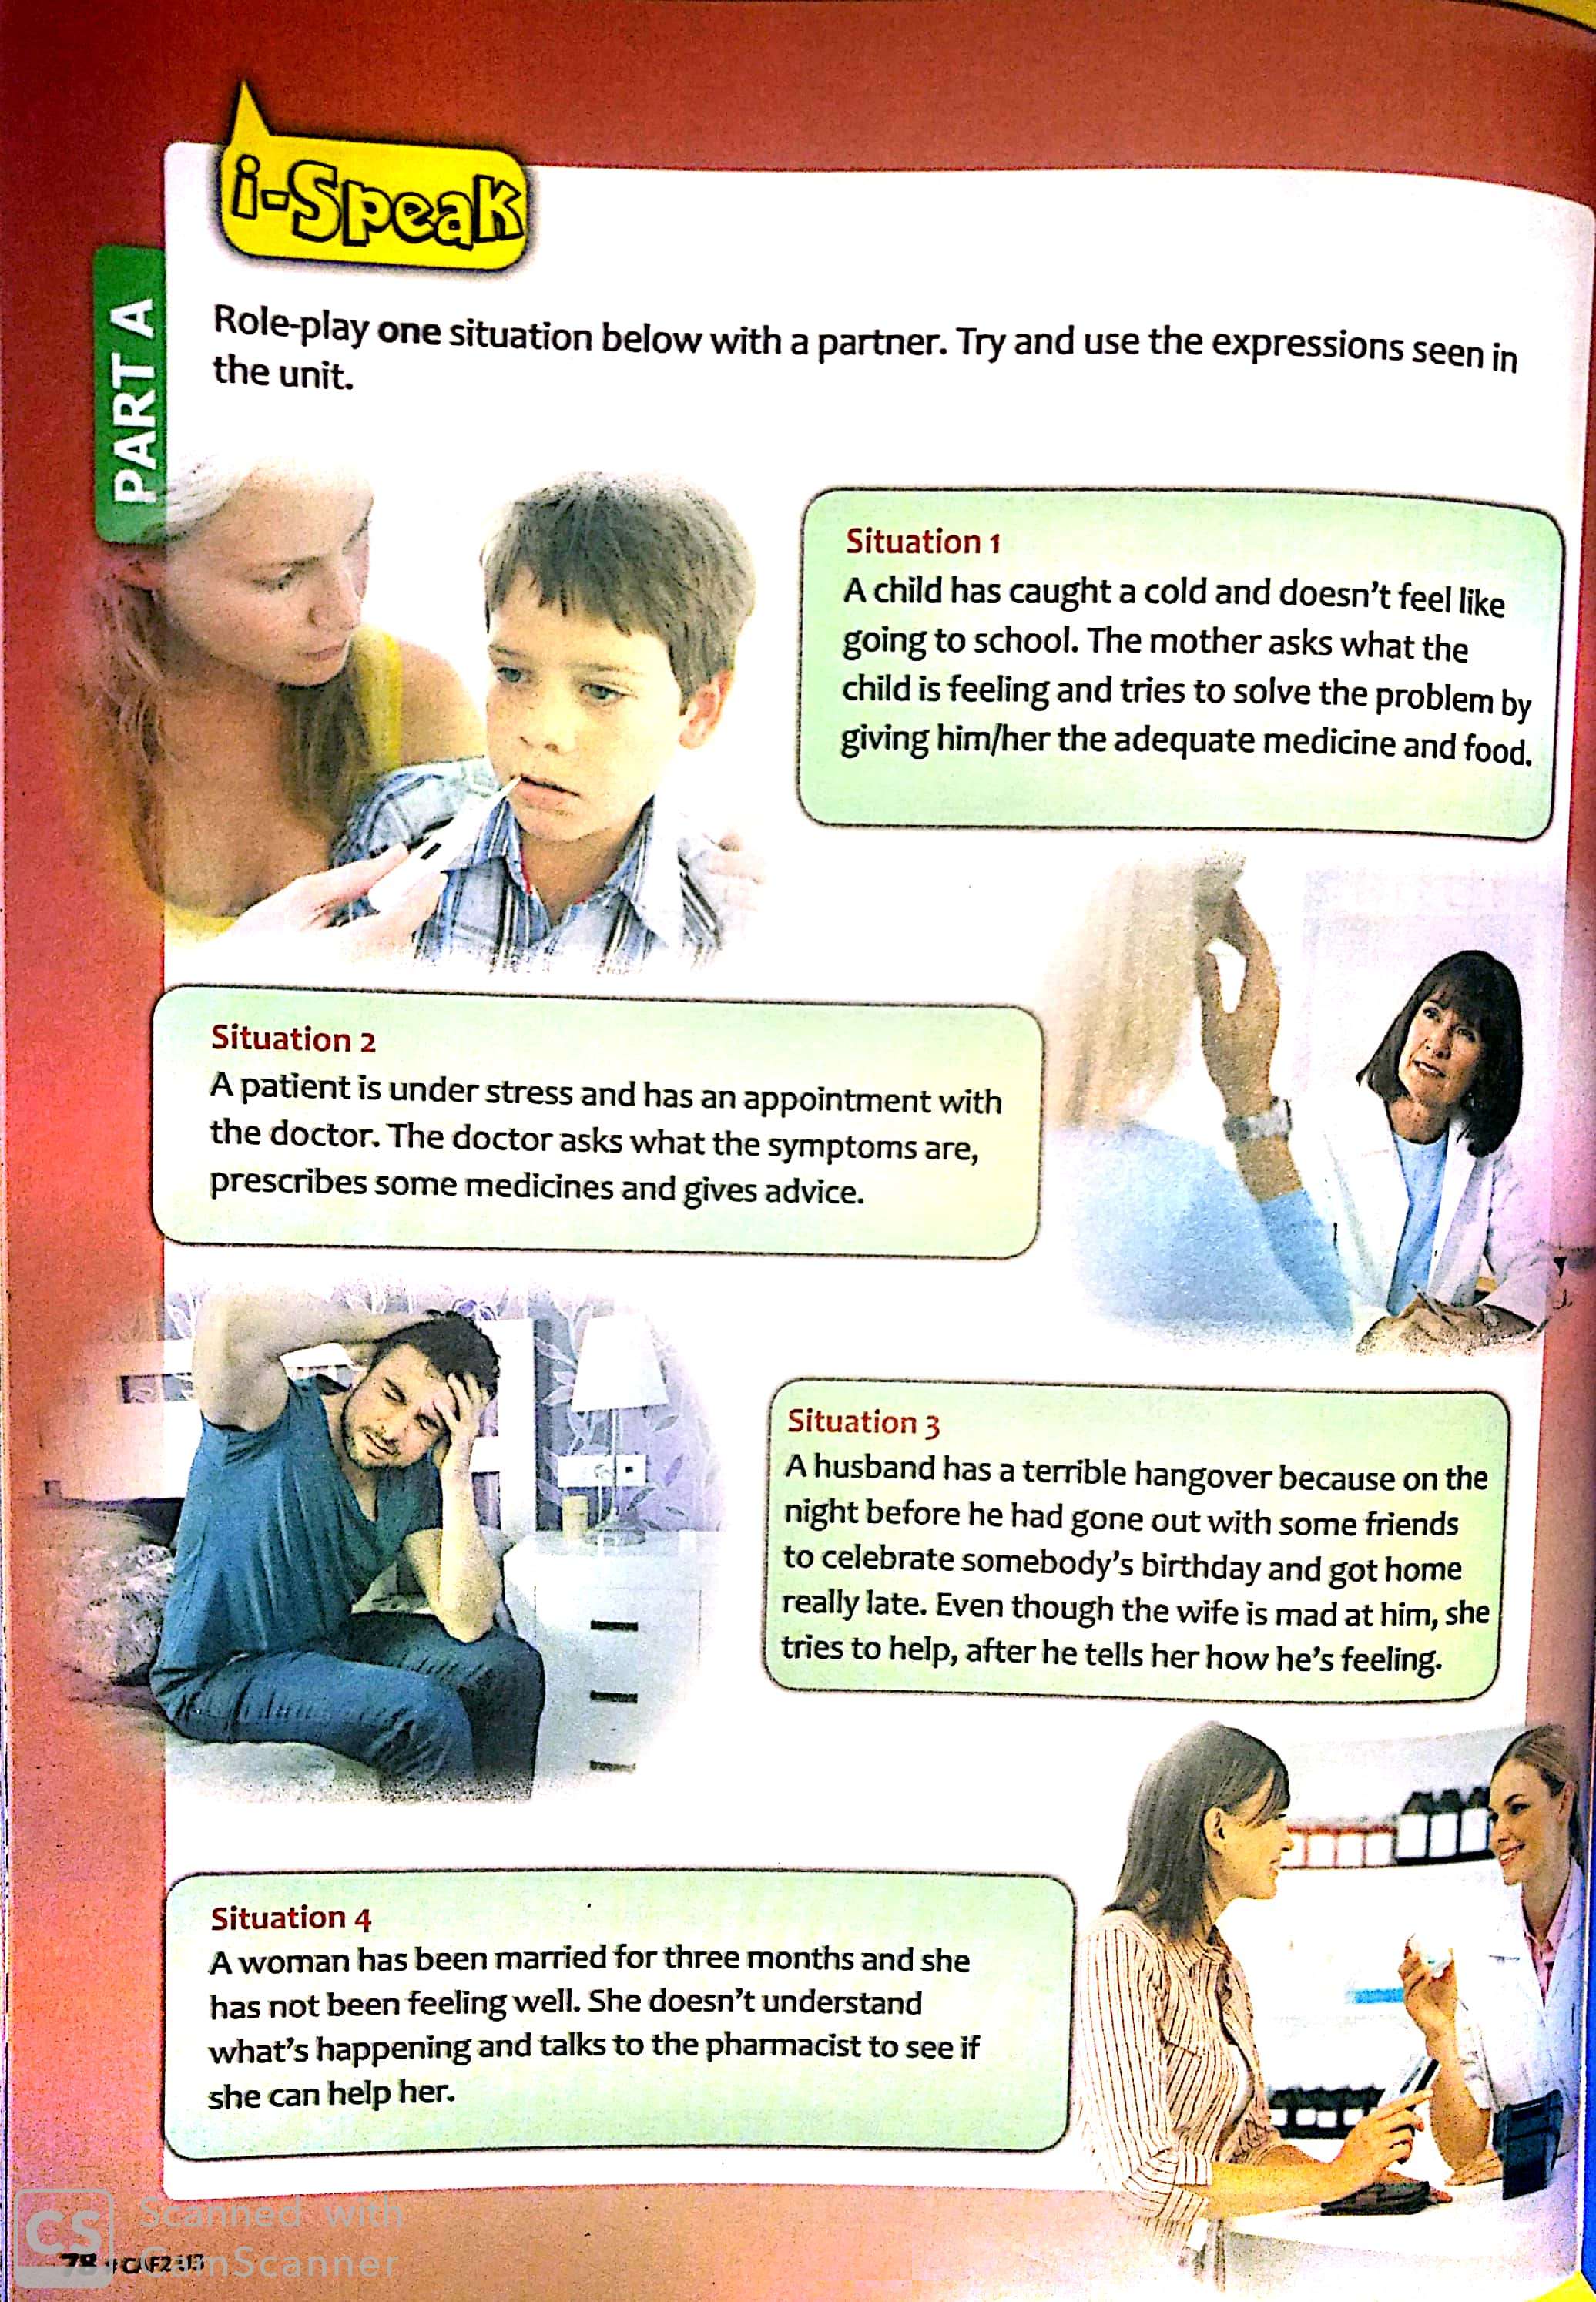 i-Speak
PART A
Role-play one situation below with a partner. Try and use the expressions seen in
the unit.
Situation 1
A child has caught a cold and doesn't feel like
going to school. The mother asks what the
child is feeling and tries to solve the problem by
giving him/her the adequate medicine and food.
Situation 2
A patient is under stress and has an appointment with
the doctor. The doctor asks what the symptoms are,
prescribes some medicines and gives advice.
Situation 3
A husband has a terrible hangover because on the
night before he had gone out with some friends
to celebrate somebody's birthday and got home
really late. Even though the wife is mad at him, she
tries to help, after he tells her how he's feeling.
Situation 4
A woman has been married for three months and she
has not been feeling well. She doesn't understand
what's happening and talks to the pharmacist to see if
she can help her.
CS
Scanned with
CamScanner
78